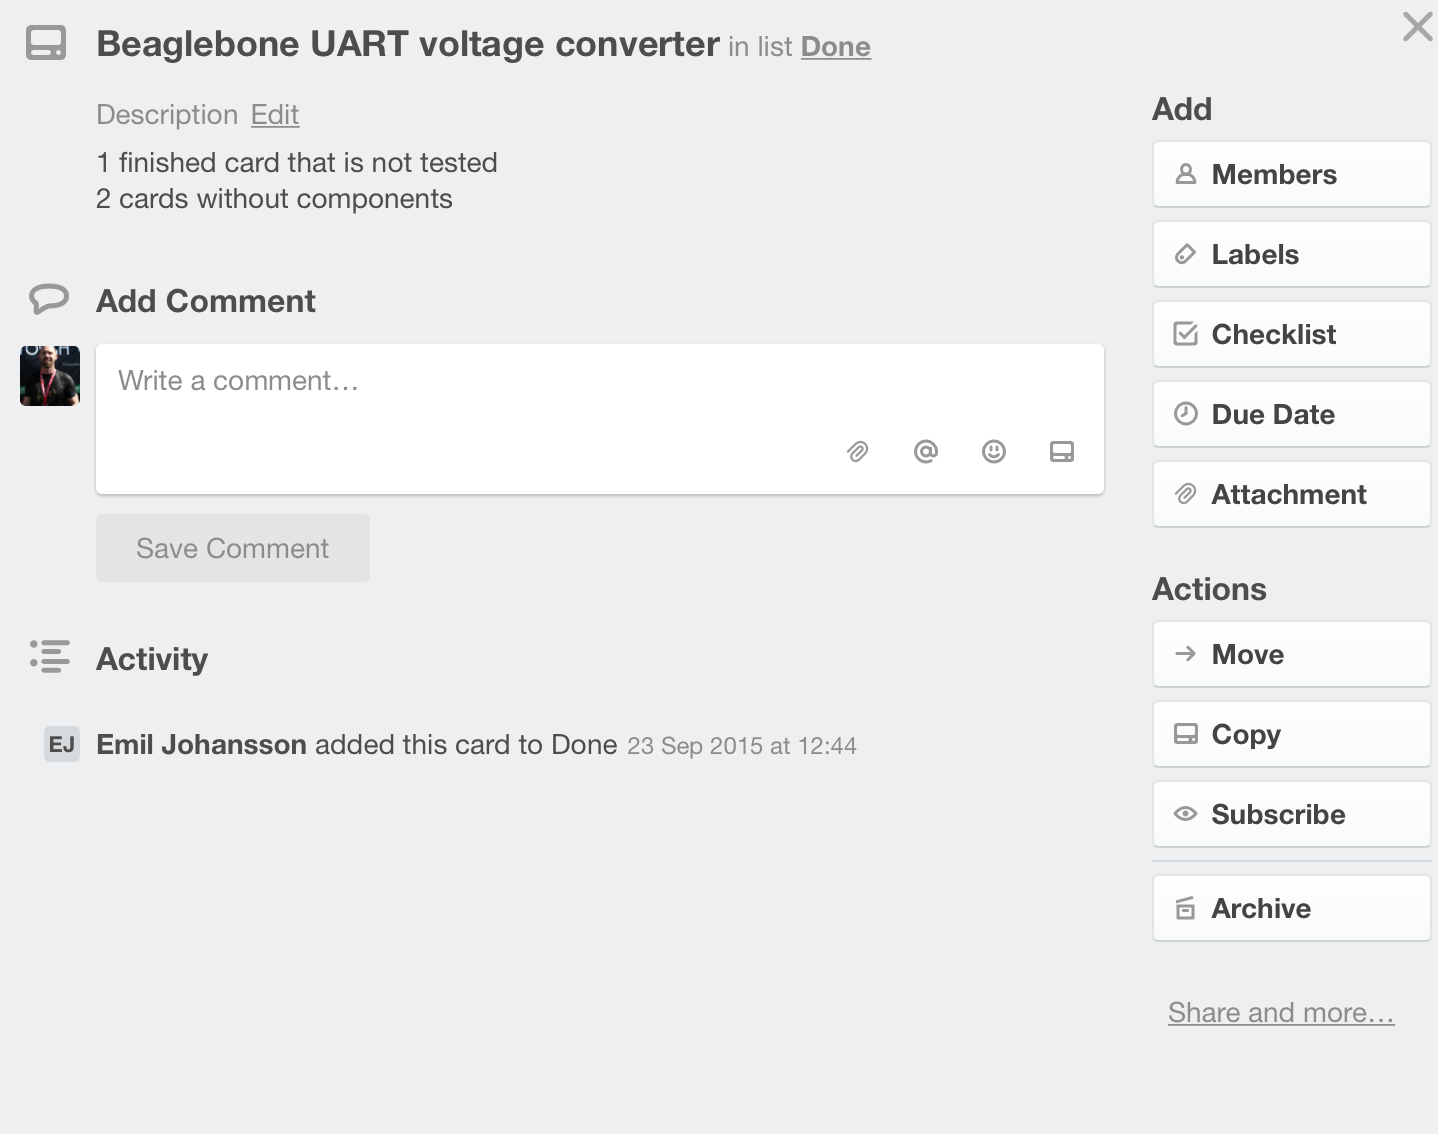 Beaglebone UART voltage converter in list Done
Description Edit
1 finished card that is not tested
2 cards without components
Add Comment
Write a comment…
Save Comment
Activity
EJ Emil Johansson added this card to Done 23 Sep 2015 at 12:44
Add
Members
Labels
Checklist
Due Date
Attachment
Actions
Move
Copy
Subscribe
Archive
Share and more…